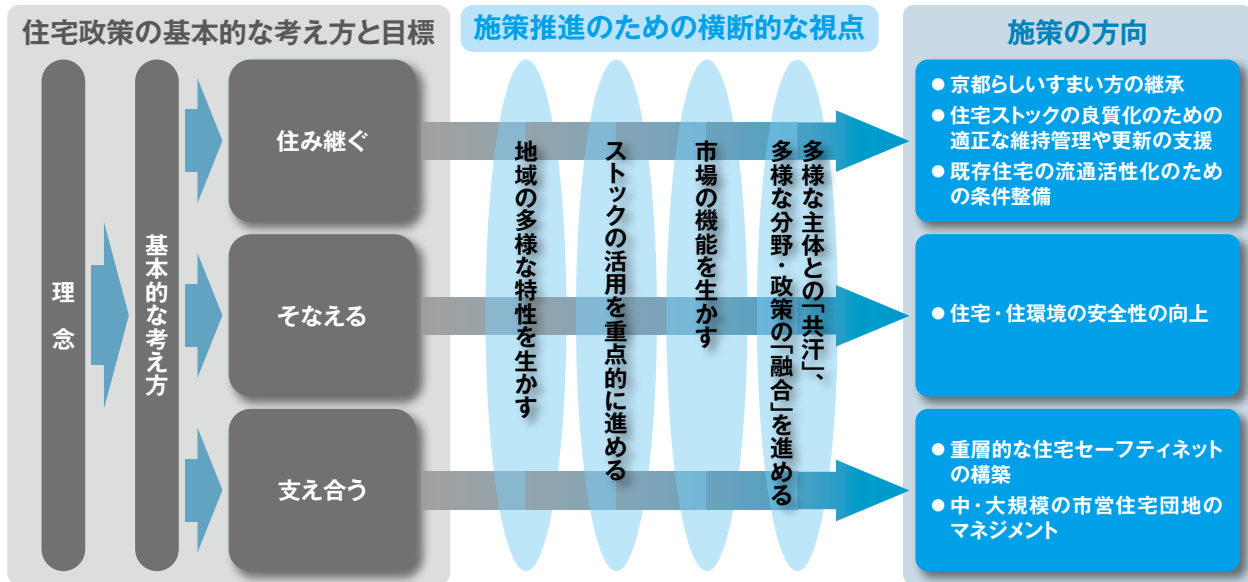 住宅政策の基本的な考え方と目標
理念
基本的な考え方
住み継ぐ
そなえる
支え合う
施策推進のための横断的な視点
地域の多様な特性を生かす
ストックの活用を重点的に進める
市場の機能を生かす
多様な主体との「共汗」、
多様な分野・政策の「融合」を進める
施策の方向
● 京都らしいすまい方の継承
● 住宅ストックの良質化のための
適正な維持管理や更新の支援
● 既存住宅の流通活性化のため
の条件整備
● 住宅・住環境の安全性の向上
● 重層的な住宅セーフティネット
の構築
● 中・大規模の市営住宅団地の
マネジメント